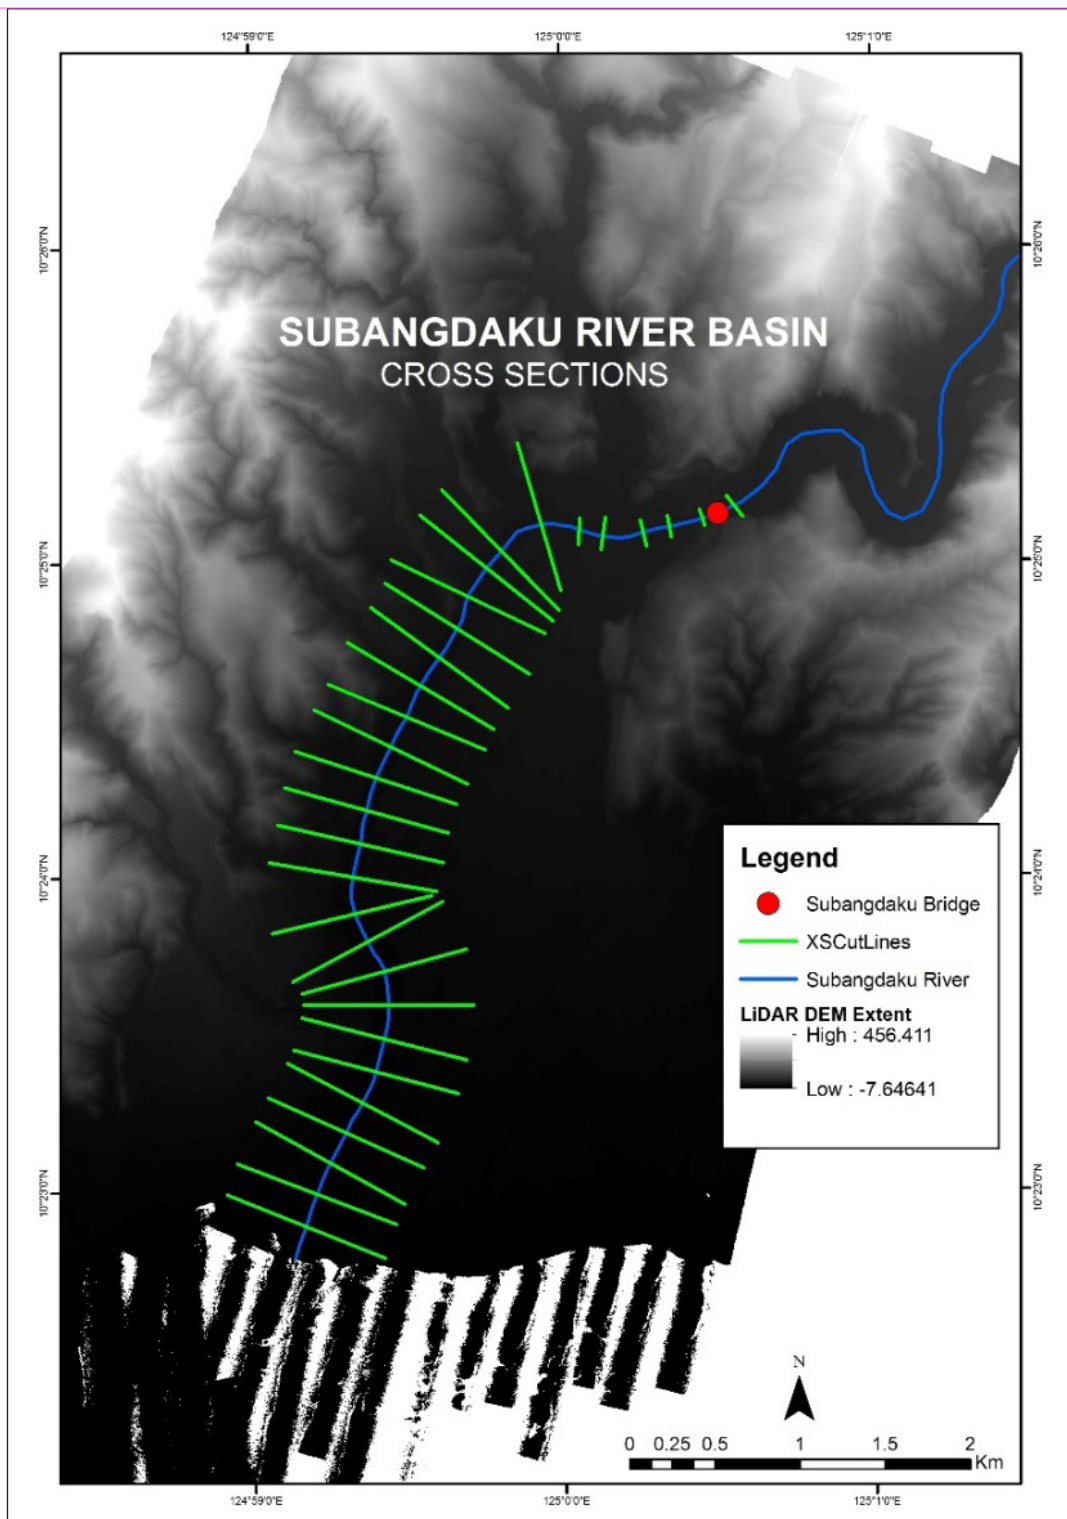 124°59'0"E
125°0'0"E
125°1'0"E
10°26'0"N
10°26'0"N
SUBANGDAKU RIVER BASIN
CROSS SECTIONS
10°25'0"N
10°25'0"N
Legend
Subangdaku Bridge
XSCutLines
Subangdaku River
LiDAR DEM Extent
High : 456.411
Low : -7.64641
10°24'0"N
10°24'0"N
10°23'0"N
10°23'0"N
N
0 0.25 0.5 1 1.5 2
Km
124°59'0"E
125°0'0"E
125°1'0"E